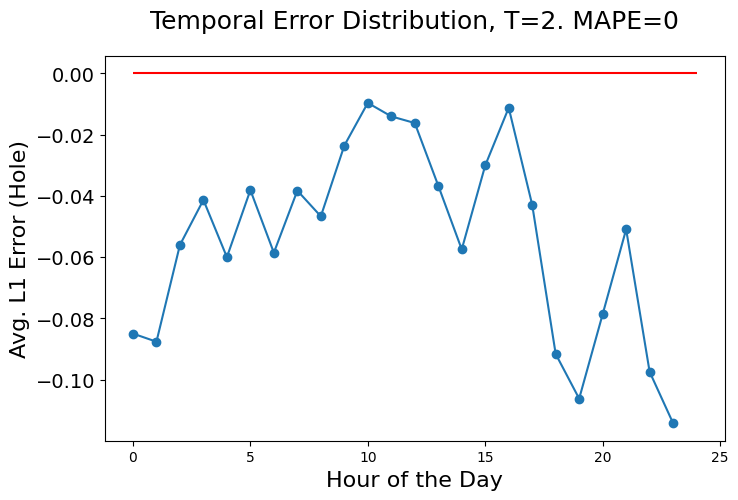 Temporal Error Distribution, T=2. MAPE=0
Avg. L1 Error (Hole)
0.00
−0.02
−0.04
−0.06
−0.08
−0.10
0 5 10 15 20 25
Hour of the Day